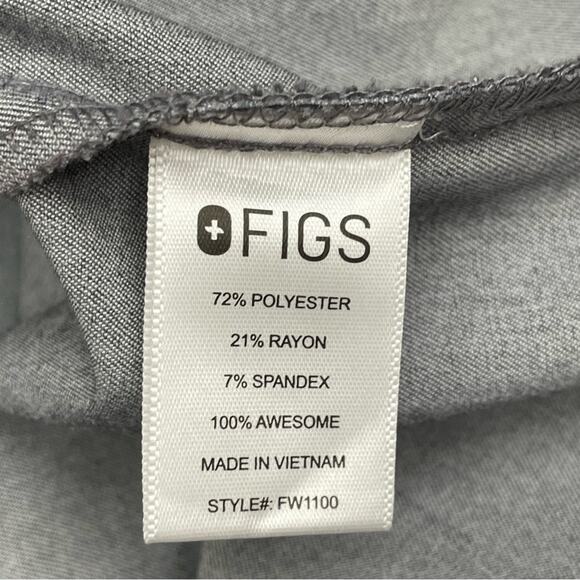 FIGS
72% POLYESTER
21% RAYON
7% SPANDEX
100% AWESOME
MADE IN VIETNAM
STYLE#: FW1100